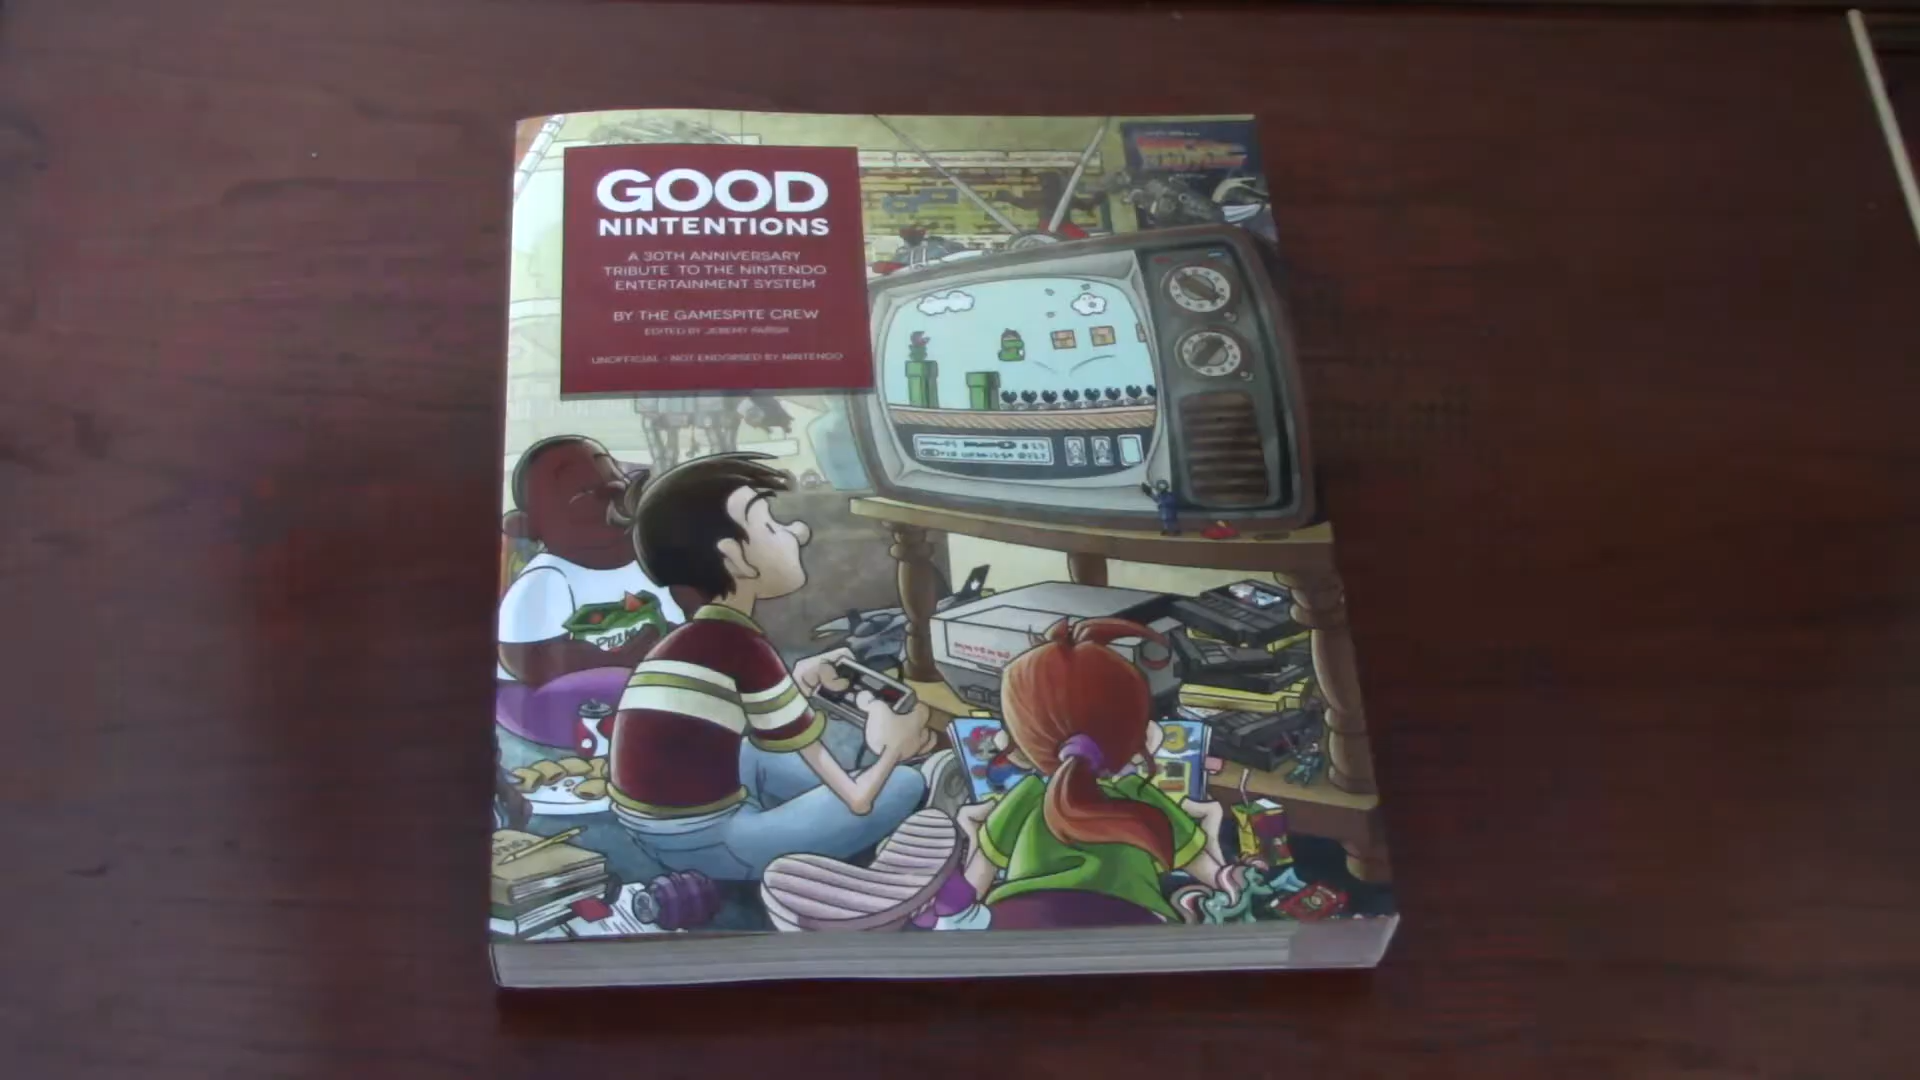 GOOD
NINTENTIONS
A 30TH ANNIVERSARY
TRIBUTE TO THE NINTENDO
ENTERTAINMENT SYSTEM
BY THE GAMESPITE CREW
EDITED BY JEREMY PARISH
UNOFFICIAL - NOT ENDORSED BY NINTENDO
3